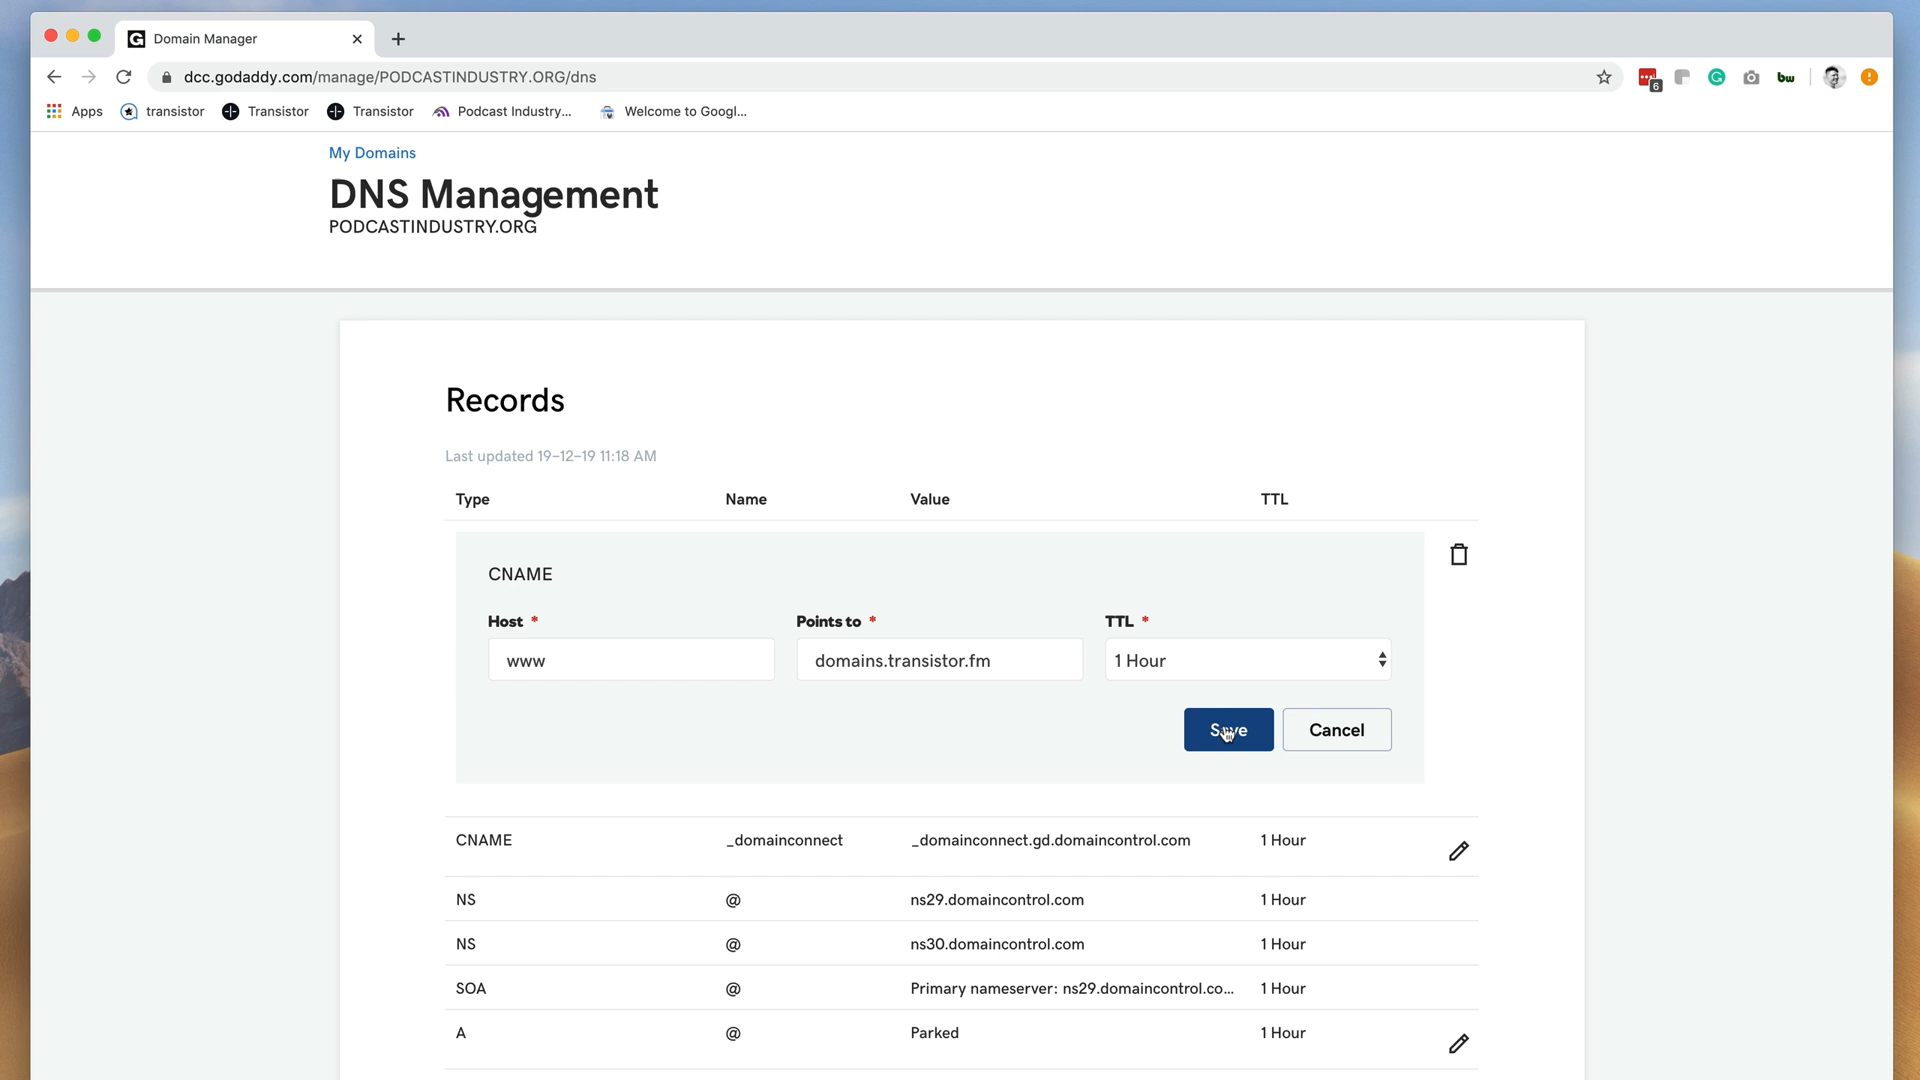 Domain Manager
dcc.godaddy.com/manage/PODCASTINDUSTRY.ORG/dns
6
bw
Apps transistor Transistor Transistor Podcast Industry... Welcome to Googl...
My Domains
DNS Management
PODCASTINDUSTRY.ORG
Records
Last updated 19-12-19 11:18 AM
Type Name Value TTL
CNAME
Host * Points to * TTL *
www domains.transistor.fm 1 Hour
Save Cancel
CNAME _domainconnect _domainconnect.gd.domaincontrol.com 1 Hour
NS @ ns29.domaincontrol.com 1 Hour
NS @ ns30.domaincontrol.com 1 Hour
SOA @ Primary nameserver: ns29.domaincontrol.co... 1 Hour
A @ Parked 1 Hour